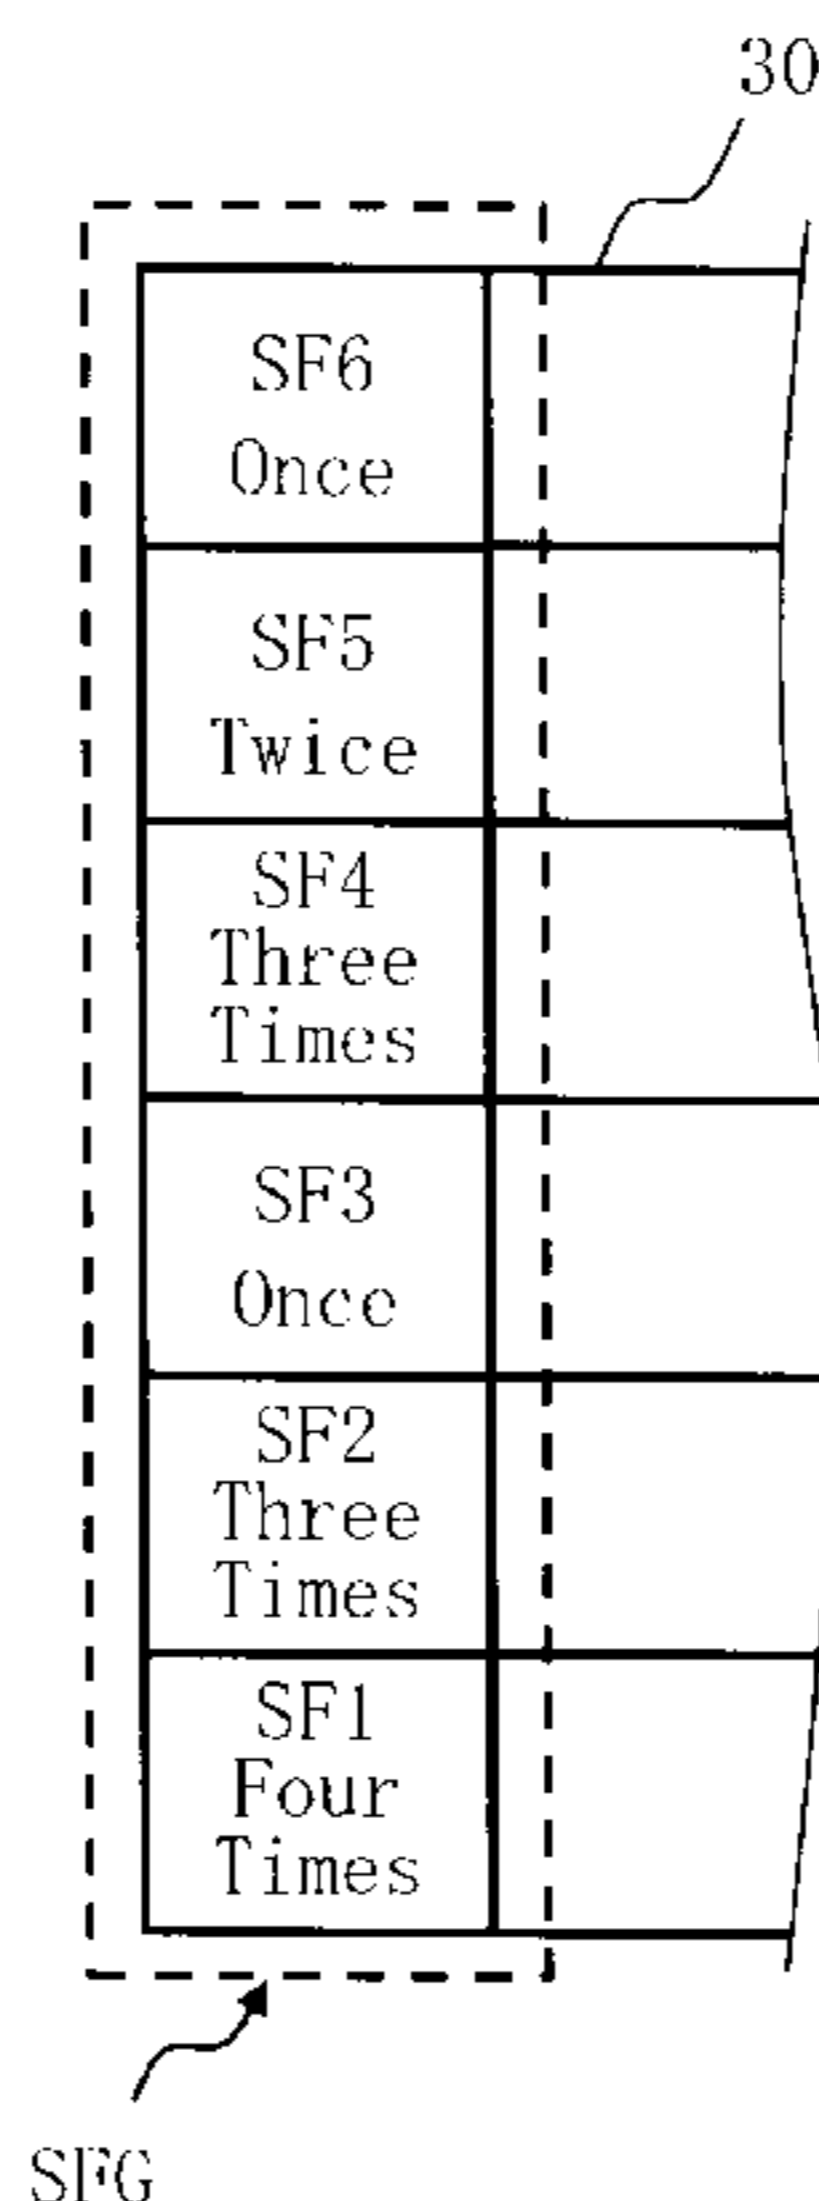 30
SF6
Once
SF5
Twice
SF4
Three
Times
SF3
Once
SF2
Three
Times
SF1
Four
Times
SFG